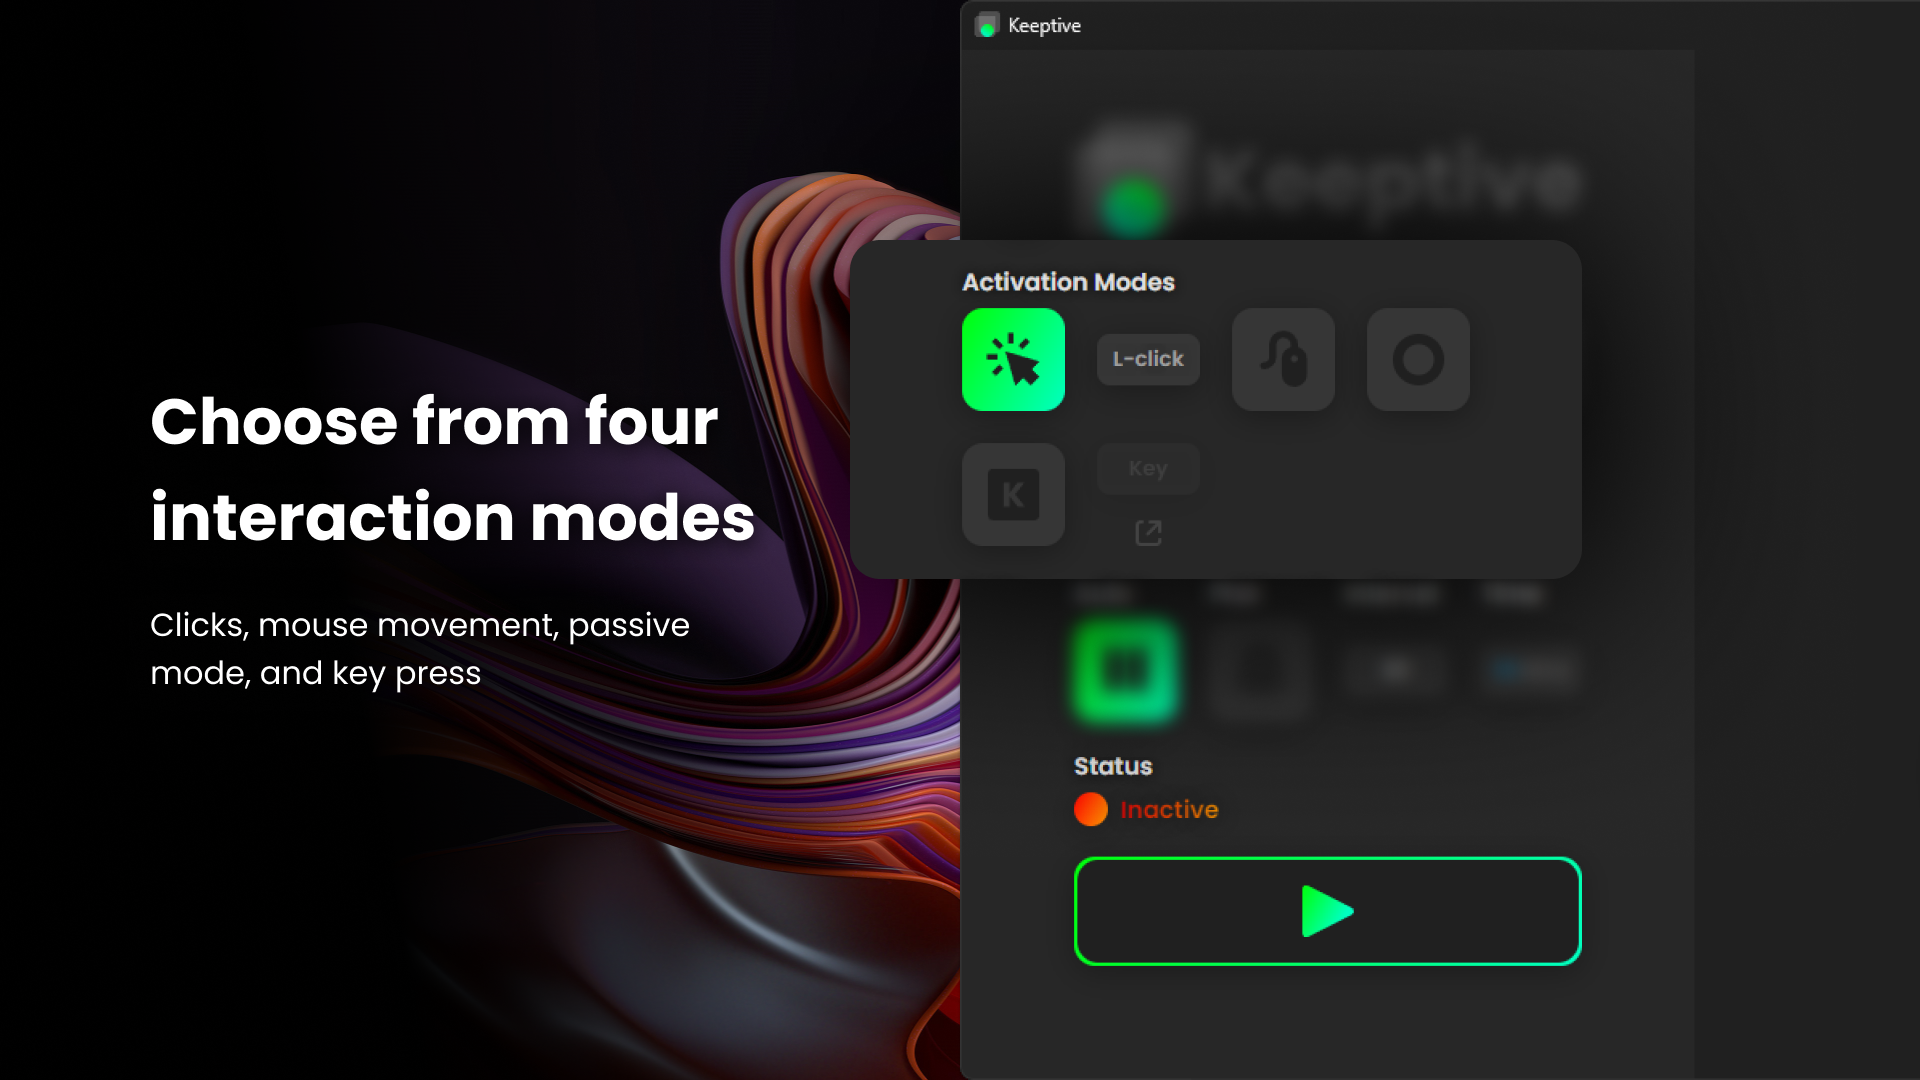 Keeptive
Keeptive
Activation Modes
L-click
K
Key
Choose from four
interaction modes
Clicks, mouse movement, passive
mode, and key press
Interval
Status
Inactive